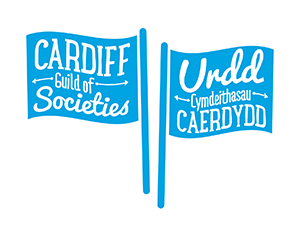 CARDIFF
Guild of
Societies
Urdd
Cymdeithasau
CAERDYDD